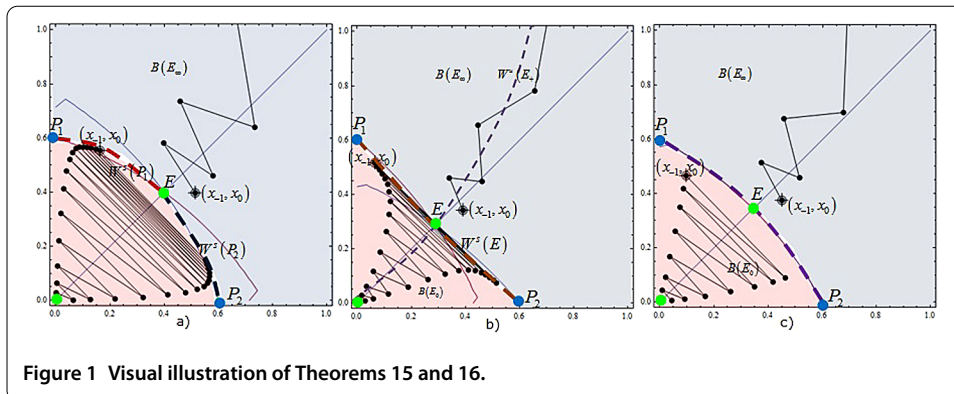 1.0 0.8 0.6 0.4 0.2 0.0
B(E∞)
P₁
(x₋₁, x₀)
Wˢ(P₁)
E
(x₋₁, x₀)
Wˢ(P₂)
P₂
0.0 0.2 0.4 0.6 0.8 1.0
a)
1.0 0.8 0.6 0.4 0.2 0.0
B(E∞)
P₁
(x₋₁, x₀)
E
(x₋₁, x₀)
Wˢ(E)
B(E₀)
P₂
0.0 0.2 0.4 0.6 0.8 1.0
b)
1.0 0.8 0.6 0.4 0.2 0.0
B(E∞)
P₁
(x₋₁, x₀)
E
(x₋₁, x₀)
B(E₀)
P₂
0.0 0.2 0.4 0.6 0.8 1.0
c)
Figure 1 Visual illustration of Theorems 15 and 16.